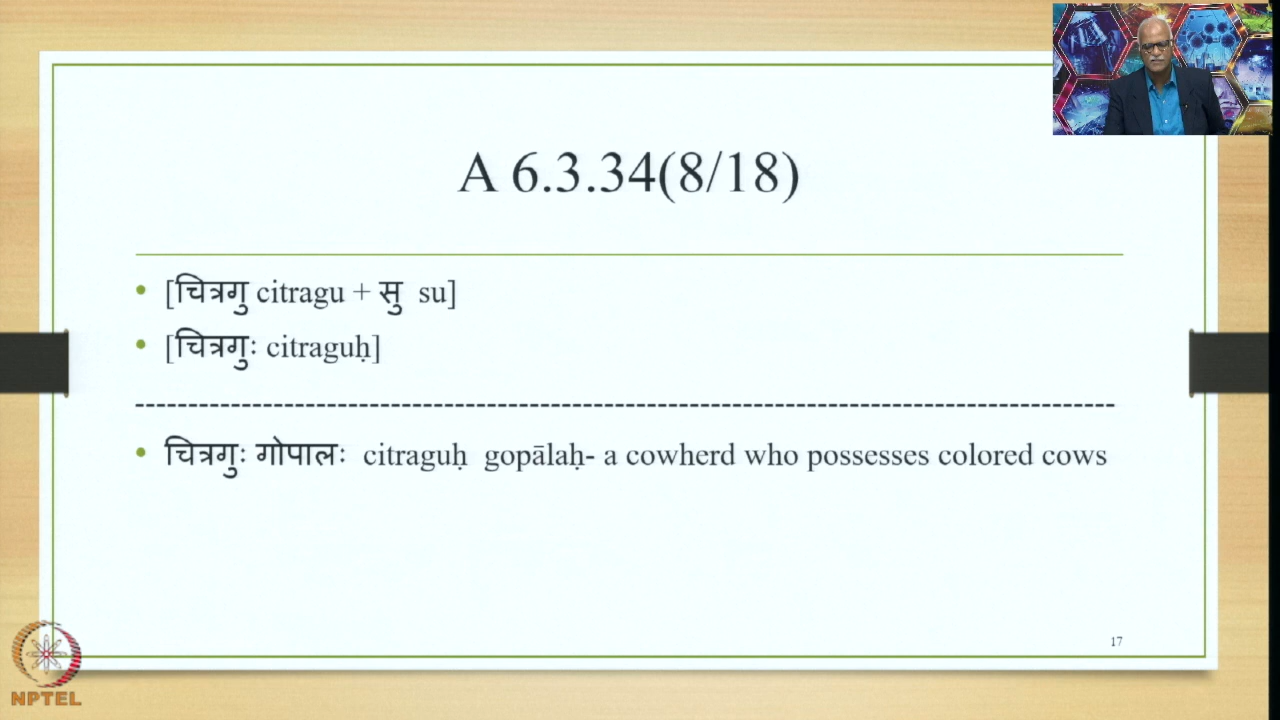 A 6.3.34(8/18)
• [चित्रगु citragu + सु su]
• [चित्रगुः citraguḥ]
--------------------------------------------------------------------------------------------
• चित्रगुः गोपालः citraguḥ gopālaḥ- a cowherd who possesses colored cows
17
NPTEL